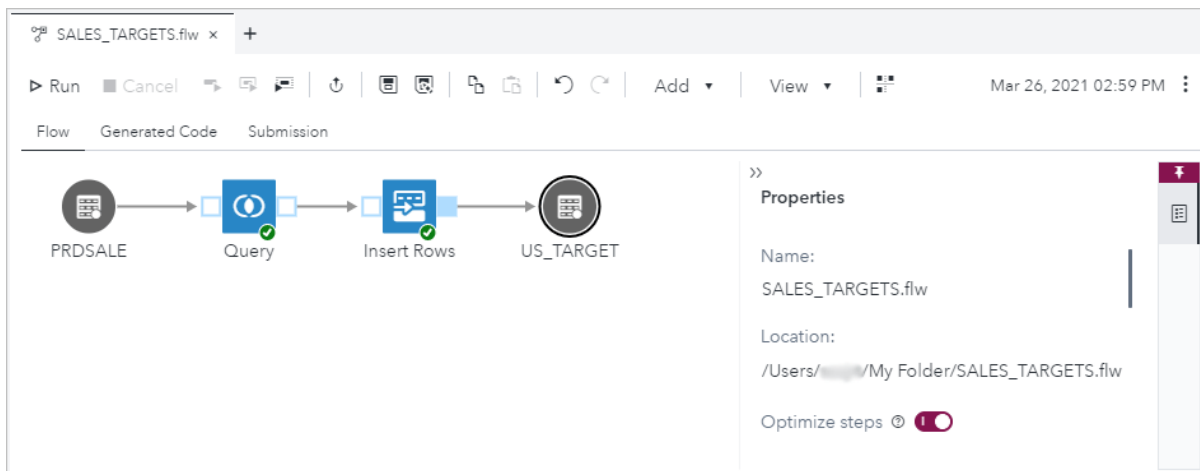 SALES_TARGETS.flw × +
Run Cancel Add View Mar 26, 2021 02:59 PM
Flow Generated Code Submission
Properties
PRDSALE Query Insert Rows US_TARGET
Name:
SALES_TARGETS.flw
Location:
/Users/ /My Folder/SALES_TARGETS.flw
Optimize steps